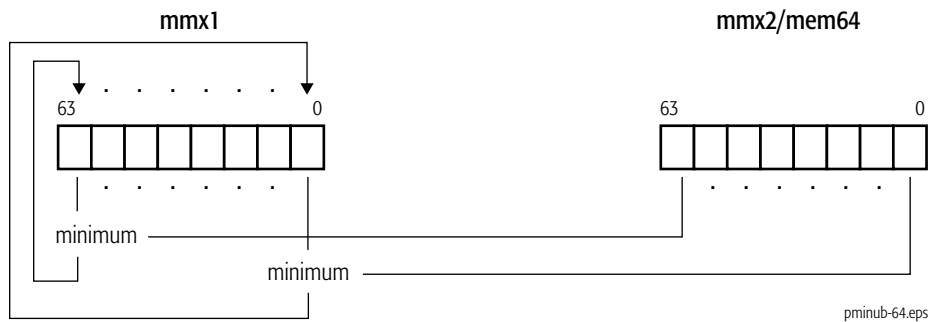 mmx1 mmx2/mem64
. . . . . .
63 0 63 0
. . . . . . . . . . . .
minimum
minimum
pminub-64.eps